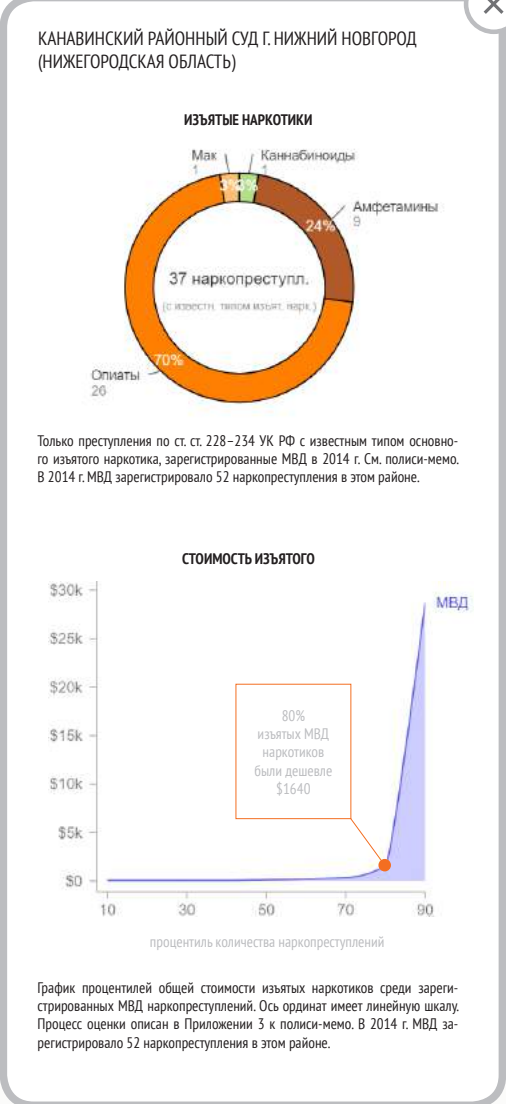 КАНАВИНСКИЙ РАЙОННЫЙ СУД Г. НИЖНИЙ НОВГОРОД
(НИЖЕГОРОДСКАЯ ОБЛАСТЬ)
ИЗЪЯТЫЕ НАРКОТИКИ
Мак
1
Каннабиноиды
1
3%
3%
Амфетамины
9
24%
37 наркопреступл.
(с известн. типом изъят. нарк.)
70%
Опиаты
26
Только преступления по ст. ст. 228–234 УК РФ с известным типом основно-
го изъятого наркотика, зарегистрированные МВД в 2014 г. См. полиси-мемо.
В 2014 г. МВД зарегистрировало 52 наркопреступления в этом районе.
СТОИМОСТЬ ИЗЪЯТОГО
$30k
МВД
$25k
$20k
$15k
$10k
$5k
$0
80%
изъятых МВД
наркотиков
были дешевле
$1640
10 30 50 70 90
процентиль количества наркопреступлений
График процентилей общей стоимости изъятых наркотиков среди зареги-
стрированных МВД наркопреступлений. Ось ординат имеет линейную шкалу.
Процесс оценки описан в Приложении 3 к полиси-мемо. В 2014 г. МВД за-
регистрировало 52 наркопреступления в этом районе.